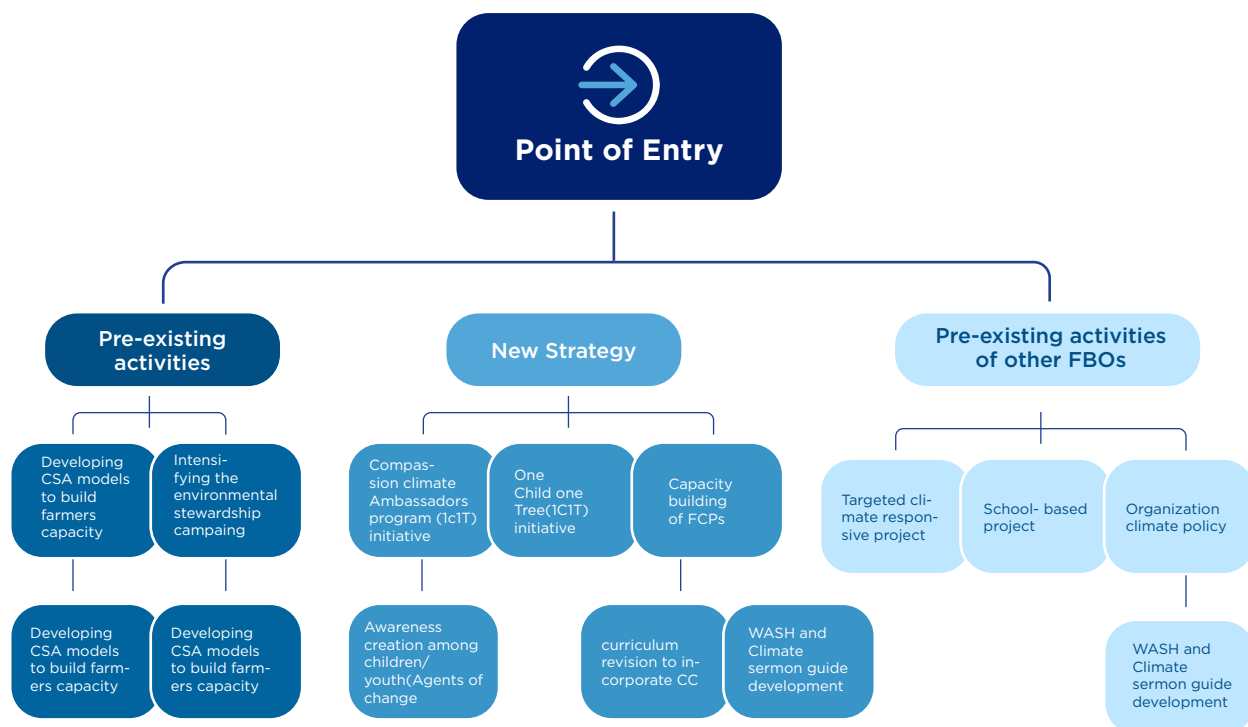 Point of Entry
Pre-existing
activities
New Strategy
Pre-existing activities
of other FBOs
Developing
CSA models
to build
farmers
capacity
Intensi-
fying the
environmental
stewardship
campaing
Compas-
sion climate
Ambassadors
program (1c1T)
initiative
One
Child one
Tree(1C1T)
initiative
Capacity
building
of FCPs
Targeted cli-
mate respon-
sive project
School- based
project
Organization
climate policy
Developing
CSA models
to build farm-
ers capacity
Developing
CSA models
to build farm-
ers capacity
Awareness
creation among
children/
youth(Agents of
change
curriculum
revision to in-
corporate CC
WASH and
Climate
sermon guide
development
WASH and
Climate
sermon guide
development